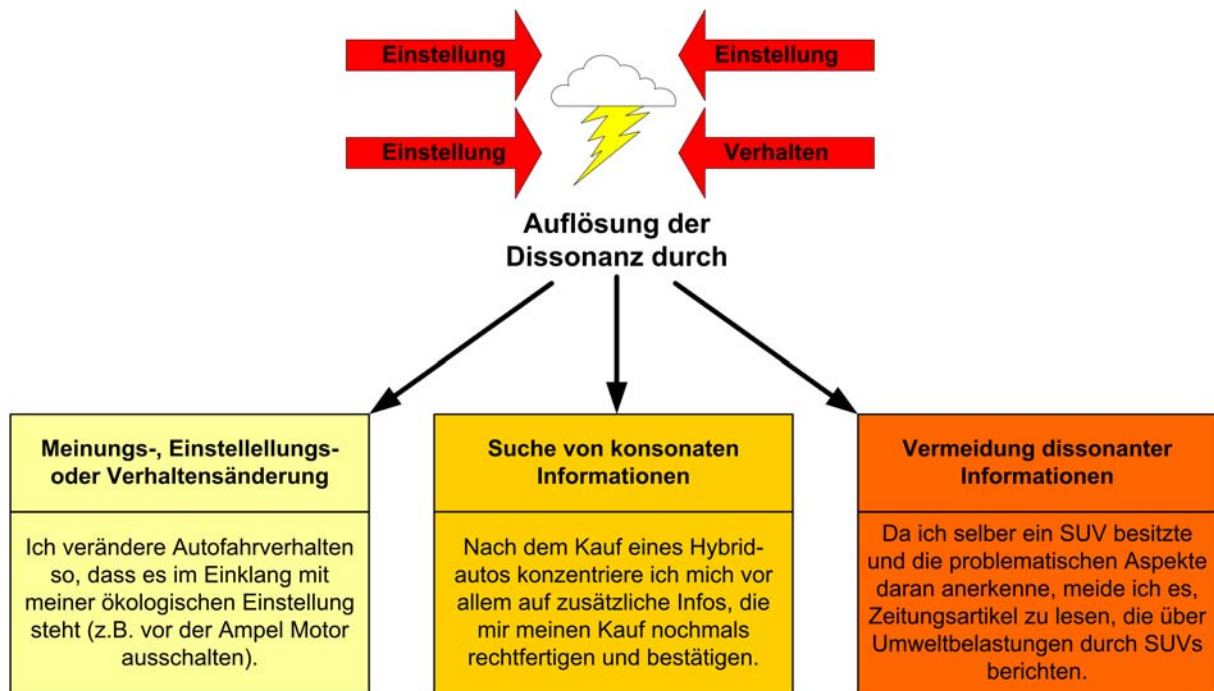 Einstellung
Einstellung
Einstellung
Verhalten
Auflösung der
Dissonanz durch
Meinungs-, Einstellellungs-
oder Verhaltensänderung
Ich verändere Autofahrverhalten
so, dass es im Einklang mit
meiner ökologischen Einstellung
steht (z.B. vor der Ampel Motor
ausschalten).
Suche von konsonaten
Informationen
Nach dem Kauf eines Hybrid-
autos konzentriere ich mich vor
allem auf zusätzliche Infos, die
mir meinen Kauf nochmals
rechtfertigen und bestätigen.
Vermeidung dissonanter
Informationen
Da ich selber ein SUV besitzte
und die problematischen Aspekte
daran anerkenne, meide ich es,
Zeitungsartikel zu lesen, die über
Umweltbelastungen durch SUVs
berichten.